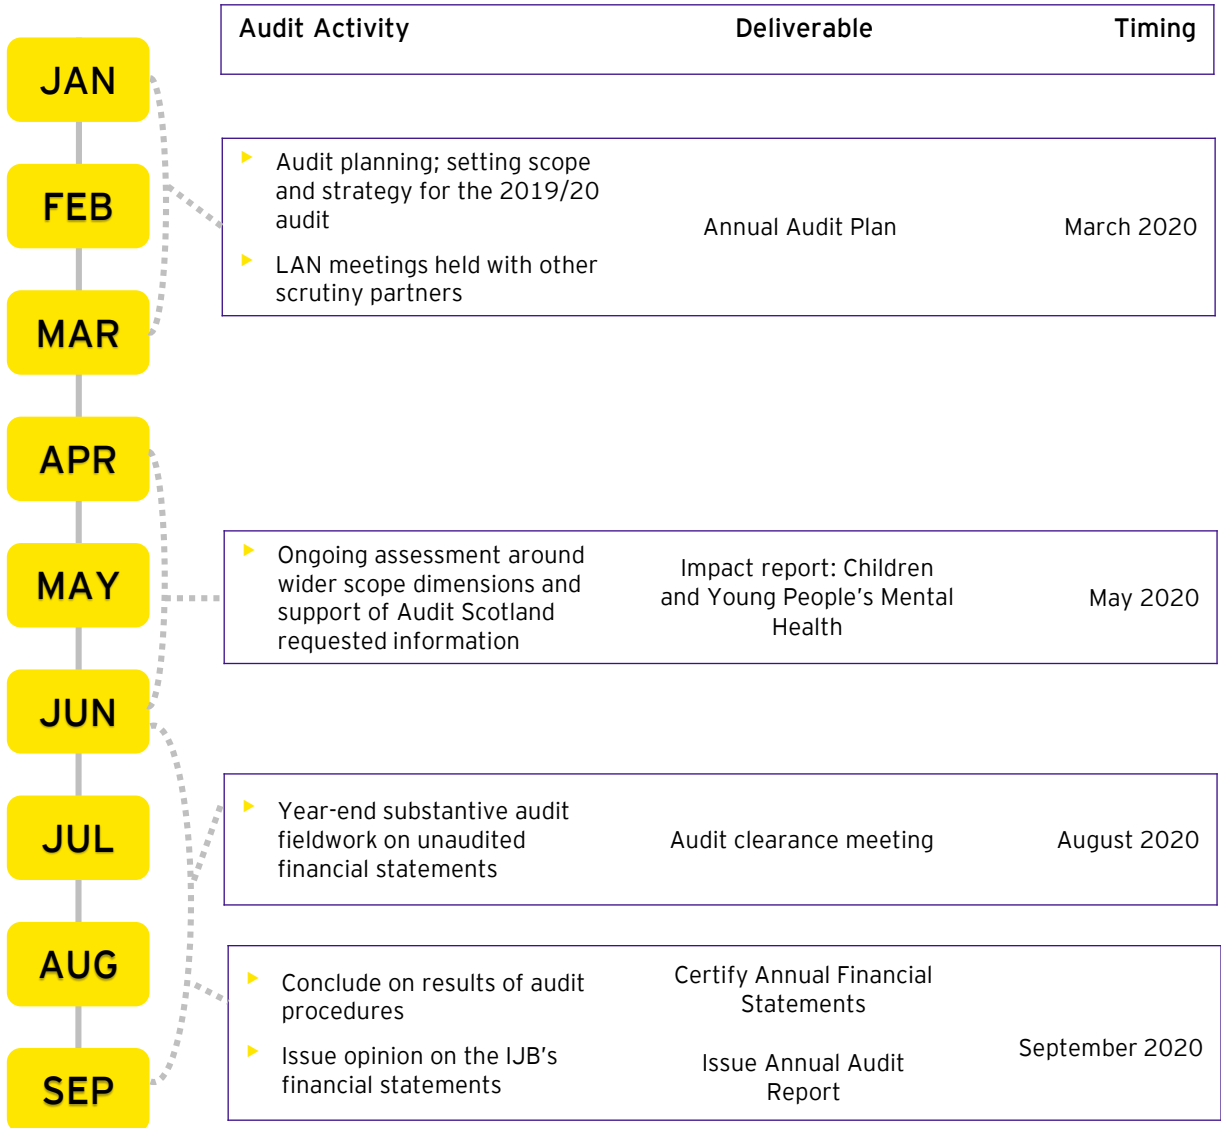 Audit Activity Deliverable Timing
JAN
FEB
MAR
APR
MAY
JUN
JUL
AUG
SEP
Audit planning; setting scope
and strategy for the 2019/20
audit
LAN meetings held with other
scrutiny partners
Annual Audit Plan
March 2020
Ongoing assessment around
wider scope dimensions and
support of Audit Scotland
requested information
Impact report: Children
and Young People's Mental
Health
May 2020
Year-end substantive audit
fieldwork on unaudited
financial statements
Audit clearance meeting
August 2020
Conclude on results of audit
procedures
Issue opinion on the IJB's
financial statements
Certify Annual Financial
Statements
Issue Annual Audit
Report
September 2020